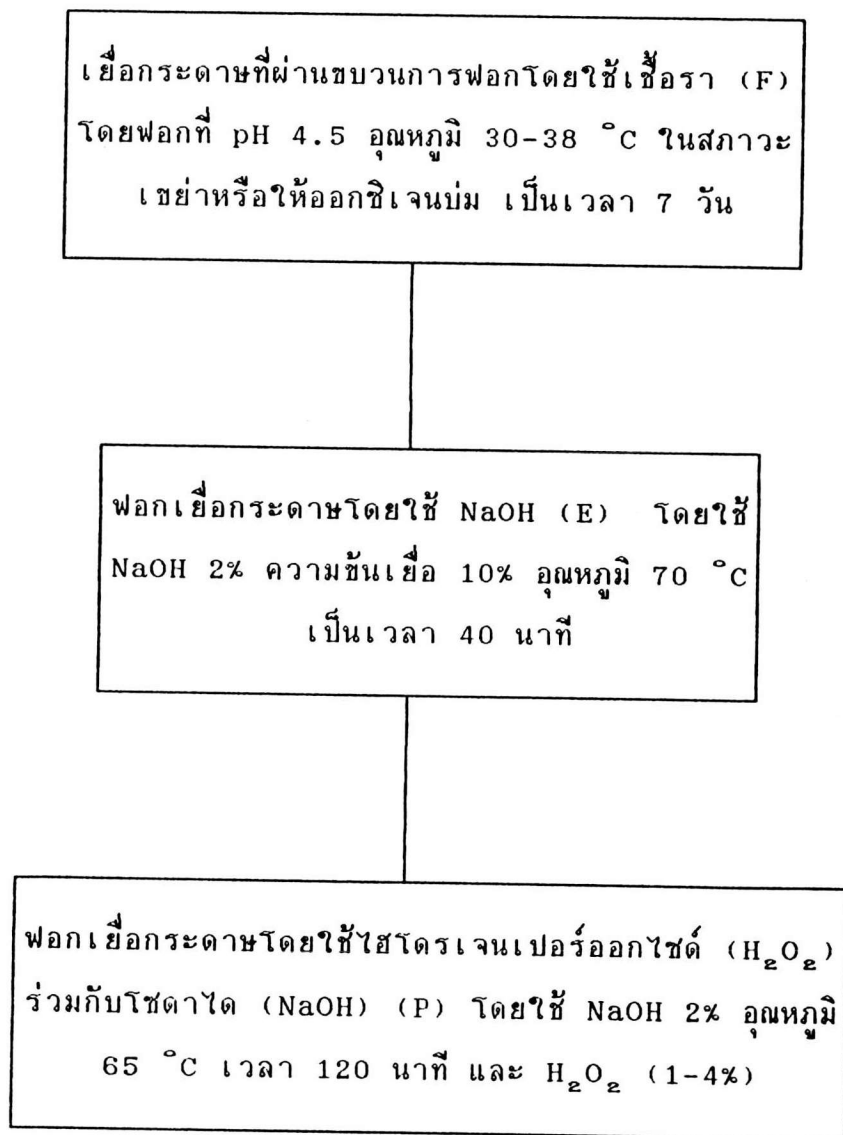 เยื่อกระดาษที่ผ่านขบวนการฟอกโดยใช้เชื้อรา (F)
โดยฟอกที่ pH 4.5 อุณหภูมิ 30-38 °C ในสภาวะ
เขย่าหรือให้ออกซิเจนบ่ม เป็นเวลา 7 วัน
ฟอกเยื่อกระดาษโดยใช้ NaOH (E) โดยใช้
NaOH 2% ความข้นเยื่อ 10% อุณหภูมิ 70 °C
เป็นเวลา 40 นาที
ฟอกเยื่อกระดาษโดยใช้ไฮโดรเจนเปอร์ออกไซด์ (H₂O₂)
ร่วมกับโซดาได (NaOH) (P) โดยใช้ NaOH 2% อุณหภูมิ
65 °C เวลา 120 นาที และ H₂O₂ (1-4%)